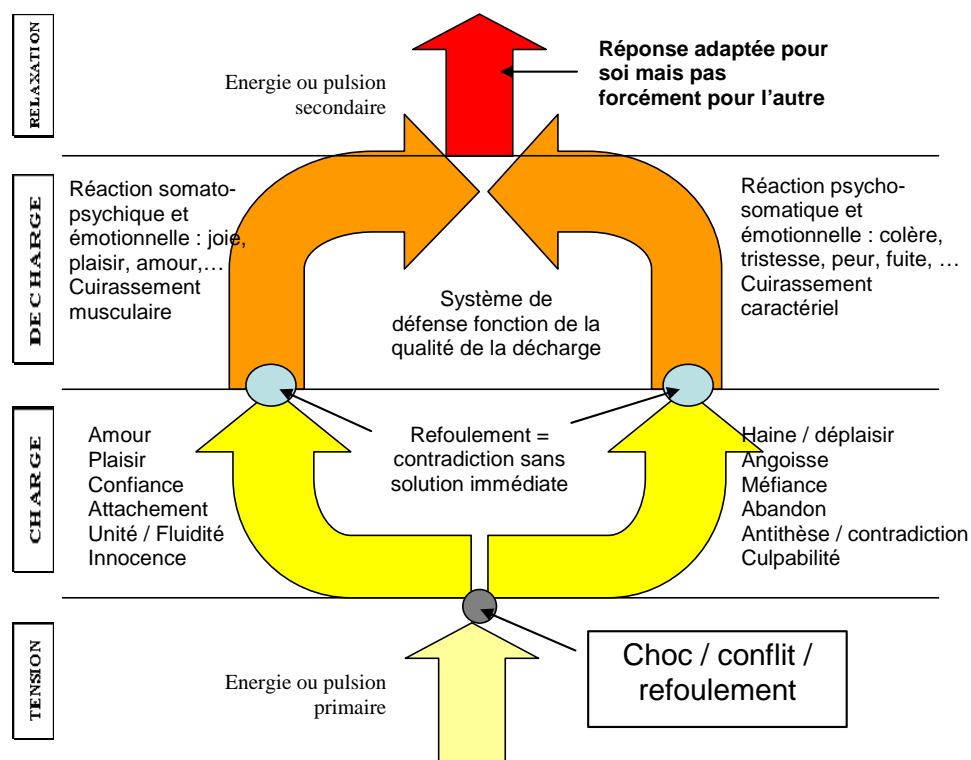 RELAXATION
Energie ou pulsion
secondaire
Réponse adaptée pour
soi mais pas
forcément pour l'autre
DECHARGE
Réaction somato-
psychique et
émotionnelle : joie,
plaisir, amour,…
Cuirassement
musculaire
Système de
défense fonction de la
qualité de la décharge
Réaction psycho-
somatique et
émotionnelle : colère,
tristesse, peur, fuite, …
Cuirassement
caractériel
CHARGE
Amour
Plaisir
Confiance
Attachement
Unité / Fluidité
Innocence
Refoulement =
contradiction sans
solution immédiate
Haine / déplaisir
Angoisse
Méfiance
Abandon
Antithèse / contradiction
Culpabilité
TENSION
Energie ou pulsion
primaire
Choc / conflit /
refoulement